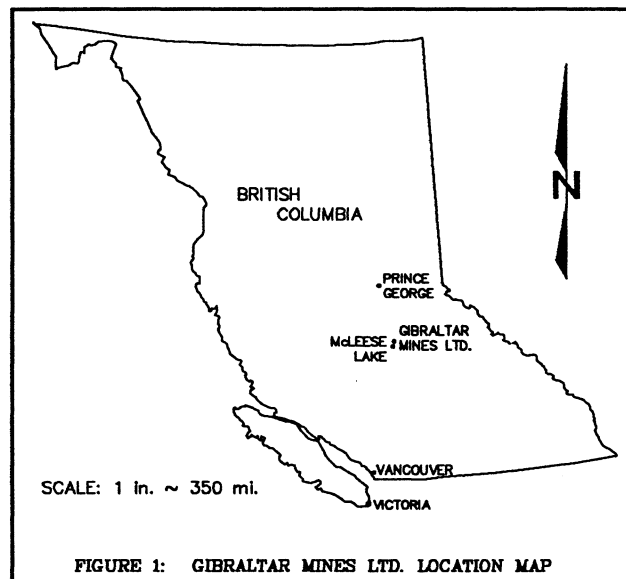 BRITISH
COLUMBIA
N
PRINCE
GEORGE
McLEESE
LAKE
GIBRALTAR
MINES LTD.
VANCOUVER
SCALE: 1 in. ~ 350 mi.
VICTORIA
FIGURE 1: GIBRALTAR MINES LTD. LOCATION MAP